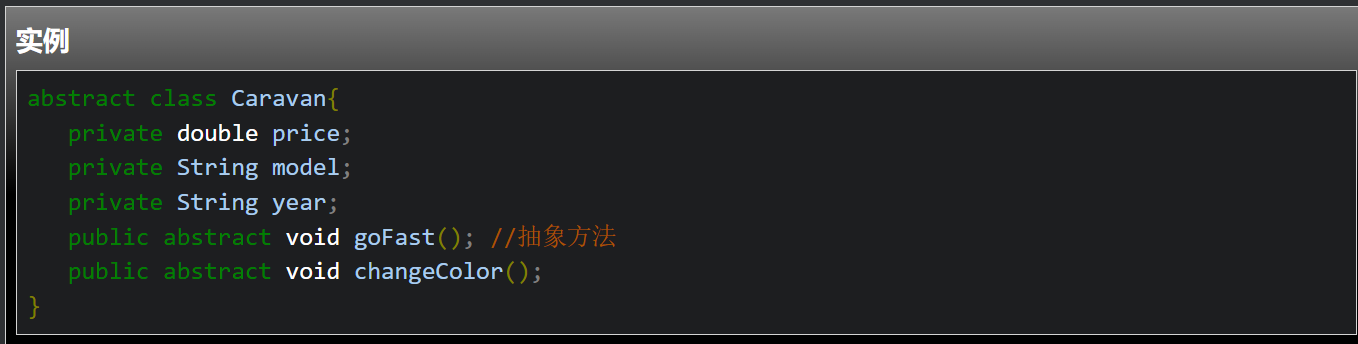 实例
abstract class Caravan{
   private double price;
   private String model;
   private String year;
   public abstract void goFast(); //抽象方法
   public abstract void changeColor();
}